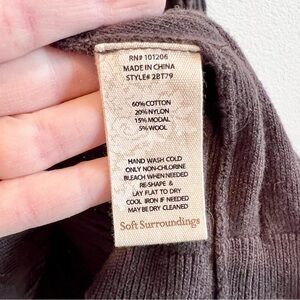 RN# 101206
MADE IN CHINA
STYLE# 2BT79
60% COTTON
20% NYLON
15% MODAL
5% WOOL
HAND WASH COLD
ONLY NON-CHLORINE
BLEACH WHEN NEEDED
RE-SHAPE &
LAY FLAT TO DRY
COOL IRON IF NEEDED
MAY BE DRY CLEANED
Soft Surroundings